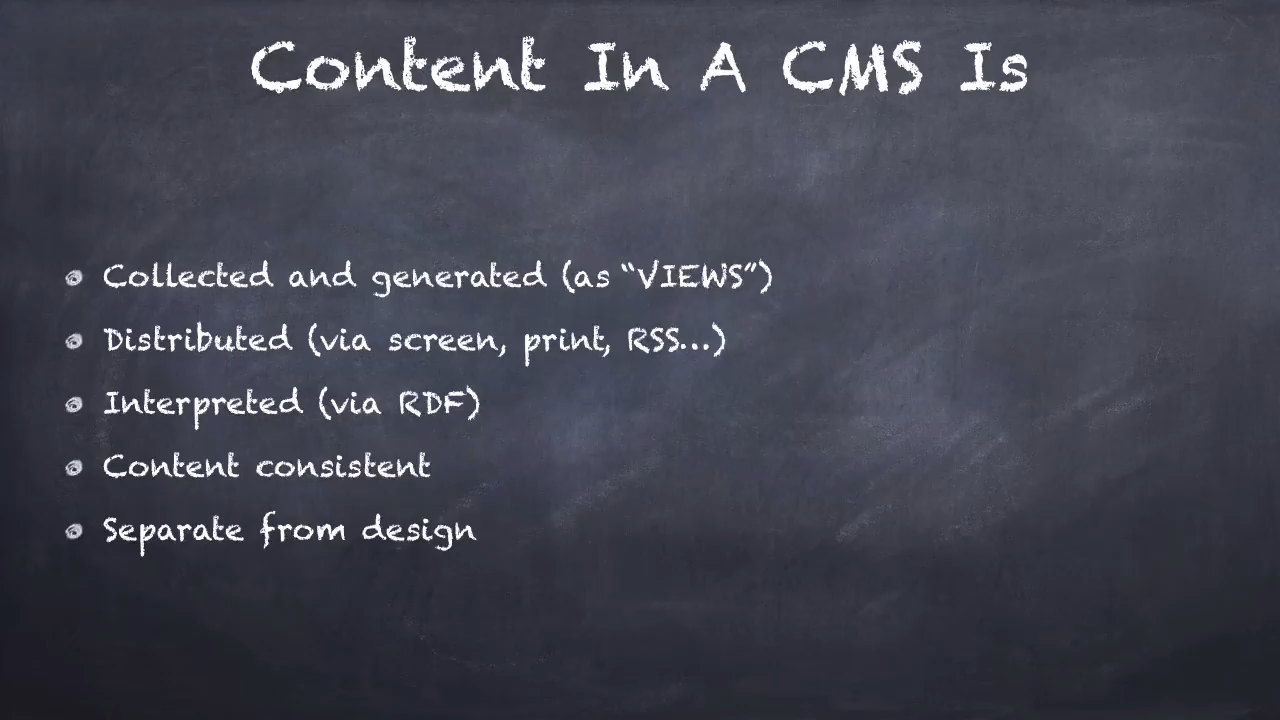 Content In A CMS Is
Collected and generated (as “VIEWS”)
Distributed (via screen, print, RSS…)
Interpreted (via RDF)
Content consistent
Separate from design